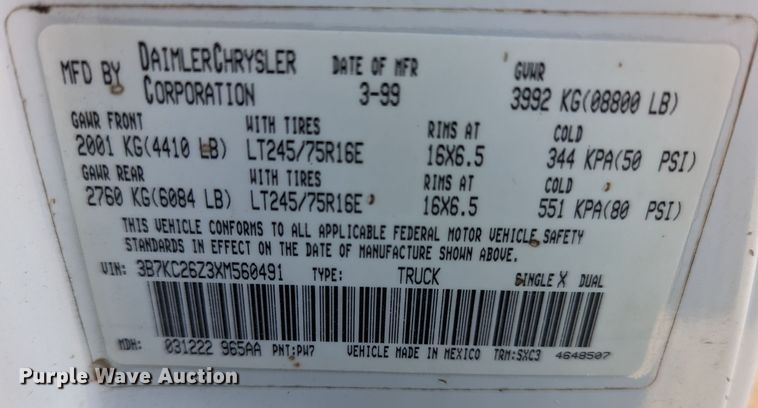 MFD BY DAIMLERCHRYSLER CORPORATION DATE OF MFR 3-99 GVWR 3992 KG(08800 LB)
GAWR FRONT WITH TIRES RIMS AT COLD
2001 KG(4410 LB) LT245/75R16E 16X6.5 344 KPA(50 PSI)
GAWR REAR WITH TIRES RIMS AT COLD
2760 KG(6084 LB) LT245/75R16E 16X6.5 551 KPA(80 PSI)
THIS VEHICLE CONFORMS TO ALL APPLICABLE FEDERAL MOTOR VEHICLE SAFETY
STANDARDS IN EFFECT ON THE DATE OF MANUFACTURE SHOWN ABOVE.
VIN: 3B7KC26Z3XM560491 TYPE: TRUCK SINGLE X DUAL
MDH: 031222 965AA PNT:PW7 VEHICLE MADE IN MEXICO TRM:SXC3 4648507
Purple Wave Auction